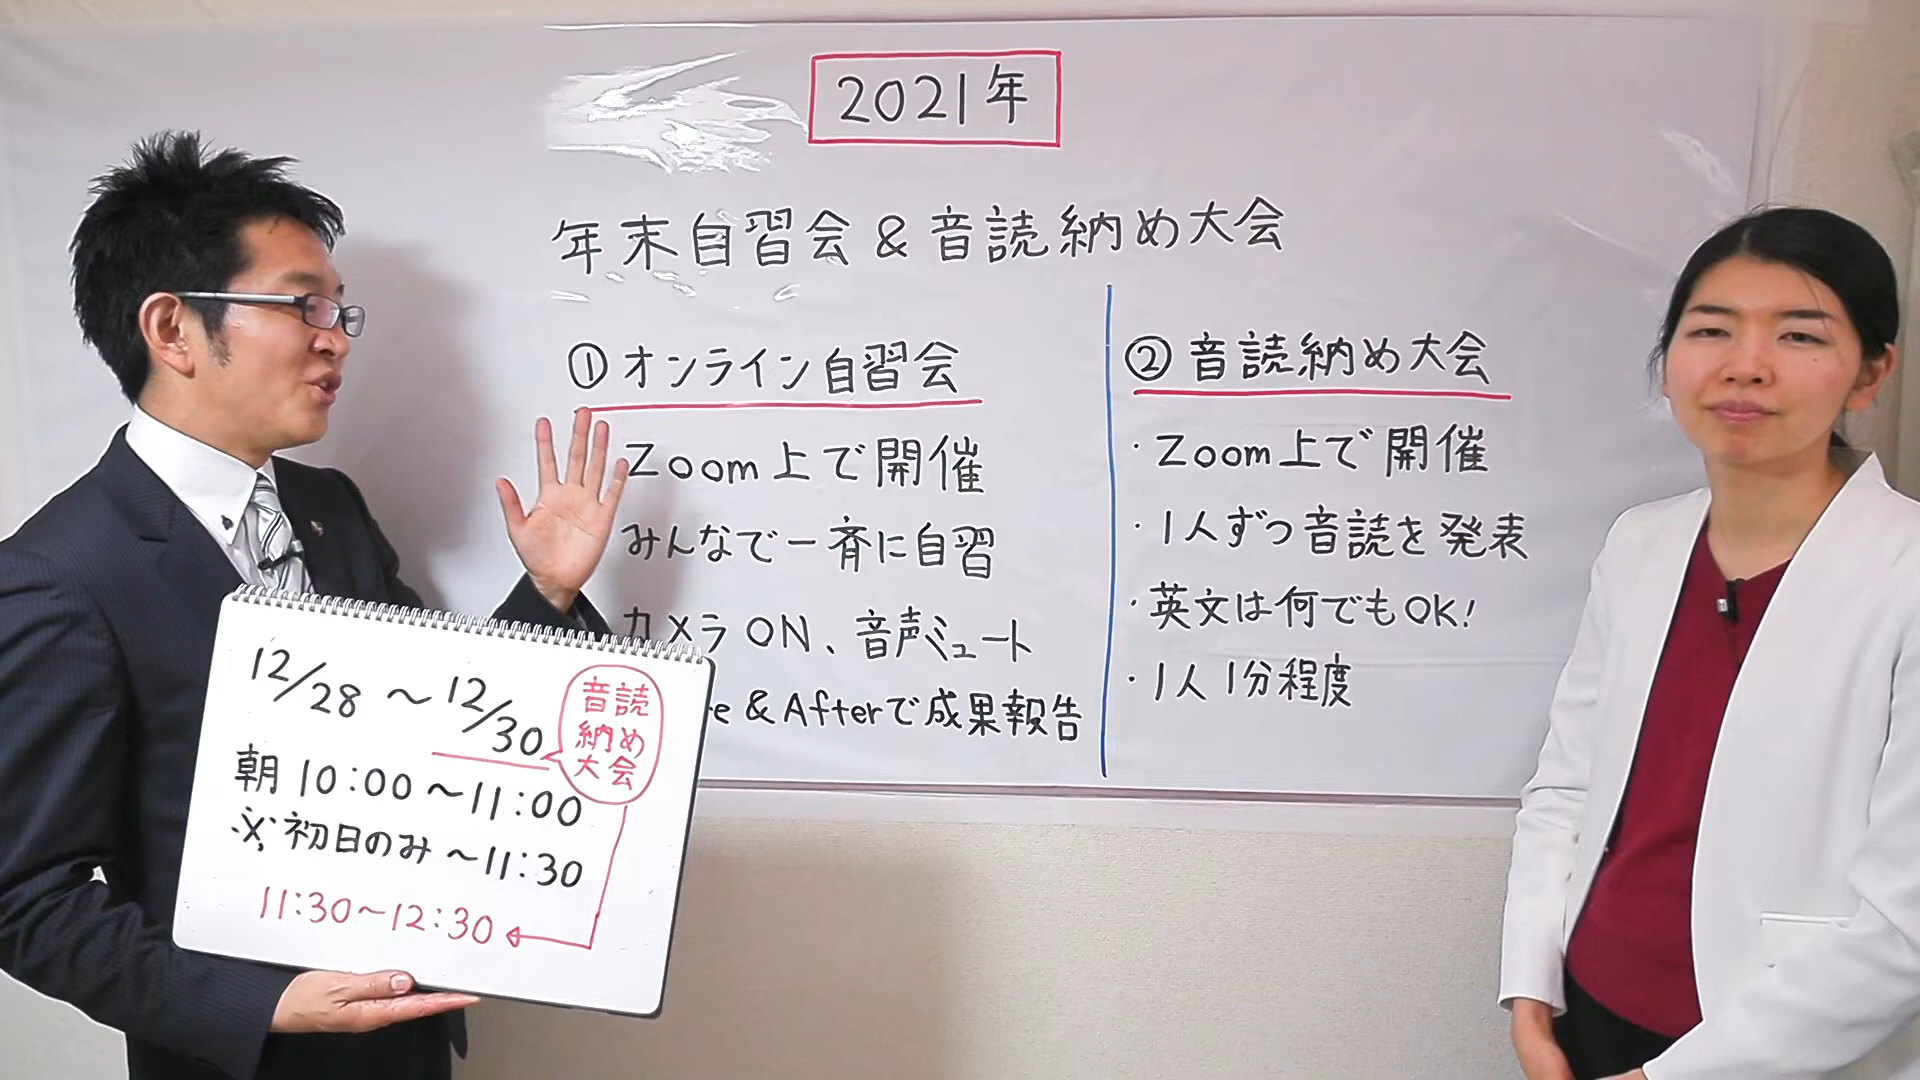 2021年
年末自習会＆音読納め大会
①オンライン自習会
Zoom上で開催
みんなで一斉に自習
カメラON、音声ミュート
& Afterで成果報告
②音読納め大会
・Zoom上で開催
・1人ずつ音読を発表
・英文は何でもOK!
・1人1分程度
12/28～12/30
音読
納め
大会
朝10:00～11:00
※初日のみ～11:30
11:30～12:30